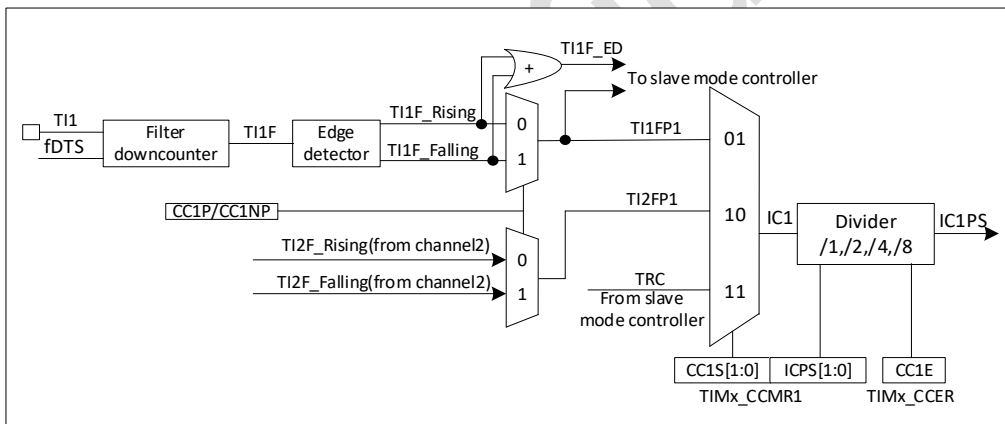 TI1F_ED
To slave mode controller
TI1
fDTS
Filter
downcounter
TI1F
Edge
detector
TI1F_Rising
TI1F_Falling
+
0
1
TI1FP1
01
CC1P/CC1NP
TI2F_Rising(from channel2)
TI2F_Falling(from channel2)
0
1
TI2FP1
10
TRC
From slave
mode controller
11
IC1
Divider
/1,/2,/4,/8
IC1PS
CC1S[1:0]
ICPS[1:0]
CC1E
TIMx_CCMR1
TIMx_CCER